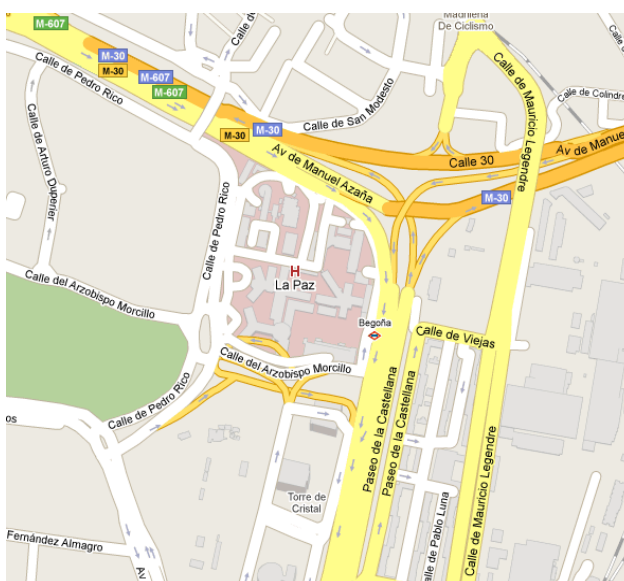 M-607
Madrileña
De Ciclismo
M-30
M-30
M-607
M-607
Calle de Pedro Rico
Calle de
Calle de San Modesto
Calle de Colindre
Calle de Mauricio Legendre
M-30
M-30
Av de Manuel Azaña
Calle 30
Av de Manue
Calle de Arturo Duperier
M-30
Calle de Pedro Rico
H
La Paz
Calle del Arzobispo Morcillo
Begoña
Calle de Viejas
Calle del Arzobispo Morcillo
Calle de Pedro Rico
os
Paseo de la Castellana
Paseo de la Castellana
Calle de Mauricio Legendre
Torre de
Cristal
Calle de Pablo Luna
Fernández Almagro
Av